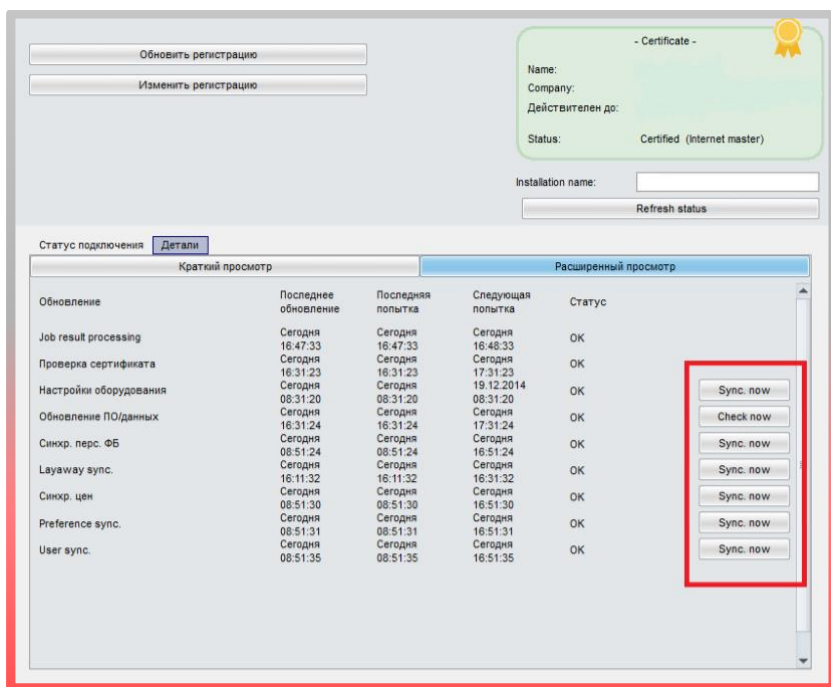 Обновить регистрацию
Изменить регистрацию
- Certificate -
Name:
Company:
Действителен до:
Status: Certified (Internet master)
Installation name:
Refresh status
Статус подключения Детали
Краткий просмотр Расширенный просмотр
Обновление Последнее обновление Последняя попытка Следующая попытка Статус
Job result processing Сегодня 16:47:33 Сегодня 16:47:33 Сегодня 16:48:33 OK
Проверка сертификата Сегодня 16:31:23 Сегодня 16:31:23 Сегодня 17:31:23 OK
Настройки оборудования Сегодня 08:31:20 Сегодня 08:31:20 19.12.2014 08:31:20 OK Sync. now
Обновление ПО/данных Сегодня 16:31:24 Сегодня 16:31:24 Сегодня 17:31:24 OK Check now
Синхр. перс. ФБ Сегодня 08:51:24 Сегодня 08:51:24 Сегодня 16:51:24 OK Sync. now
Layaway sync. Сегодня 16:11:32 Сегодня 16:11:32 Сегодня 16:31:32 OK Sync. now
Синхр. цен Сегодня 08:51:30 Сегодня 08:51:30 Сегодня 16:51:30 OK Sync. now
Preference sync. Сегодня 08:51:31 Сегодня 08:51:31 Сегодня 16:51:31 OK Sync. now
User sync. Сегодня 08:51:35 Сегодня 08:51:35 Сегодня 16:51:35 OK Sync. now